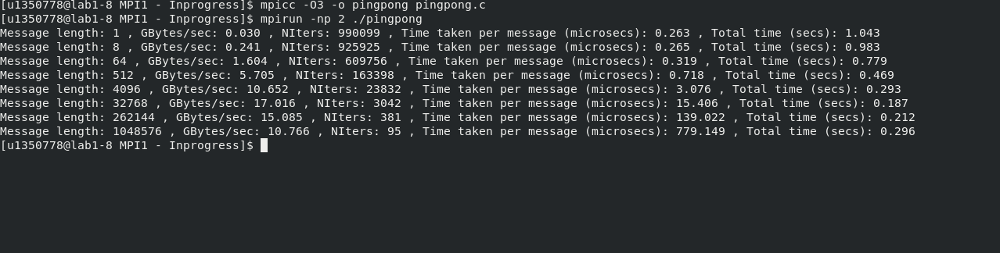 [u1350778@lab1-8 MPI1 - Inprogress]$ mpicc -O3 -o pingpong pingpong.c
[u1350778@lab1-8 MPI1 - Inprogress]$ mpirun -np 2 ./pingpong
Message length: 1 , GBytes/sec: 0.030 , NIters: 990099 , Time taken per message (microsecs): 0.263 , Total time (secs): 1.043
Message length: 8 , GBytes/sec: 0.241 , NIters: 925925 , Time taken per message (microsecs): 0.265 , Total time (secs): 0.983
Message length: 64 , GBytes/sec: 1.604 , NIters: 609756 , Time taken per message (microsecs): 0.319 , Total time (secs): 0.779
Message length: 512 , GBytes/sec: 5.705 , NIters: 163398 , Time taken per message (microsecs): 0.718 , Total time (secs): 0.469
Message length: 4096 , GBytes/sec: 10.652 , NIters: 23832 , Time taken per message (microsecs): 3.076 , Total time (secs): 0.293
Message length: 32768 , GBytes/sec: 17.016 , NIters: 3042 , Time taken per message (microsecs): 15.406 , Total time (secs): 0.187
Message length: 262144 , GBytes/sec: 15.085 , NIters: 381 , Time taken per message (microsecs): 139.022 , Total time (secs): 0.212
Message length: 1048576 , GBytes/sec: 10.766 , NIters: 95 , Time taken per message (microsecs): 779.149 , Total time (secs): 0.296
[u1350778@lab1-8 MPI1 - Inprogress]$